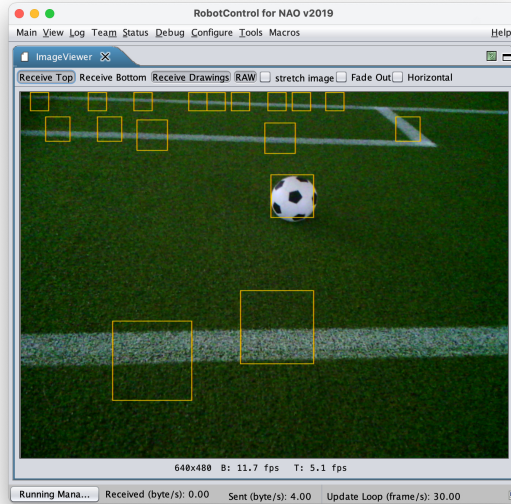 RobotControl for NAO v2019
Main View Log Team Status Debug Configure Tools Macros Help
ImageViewer
Receive Top Receive Bottom Receive Drawings RAW stretch image Fade Out Horizontal
640x480 B: 11.7 fps T: 5.1 fps
Running Mana... Received (byte/s): 0.00 Sent (byte/s): 4.00 Update Loop (frame/s): 30.00